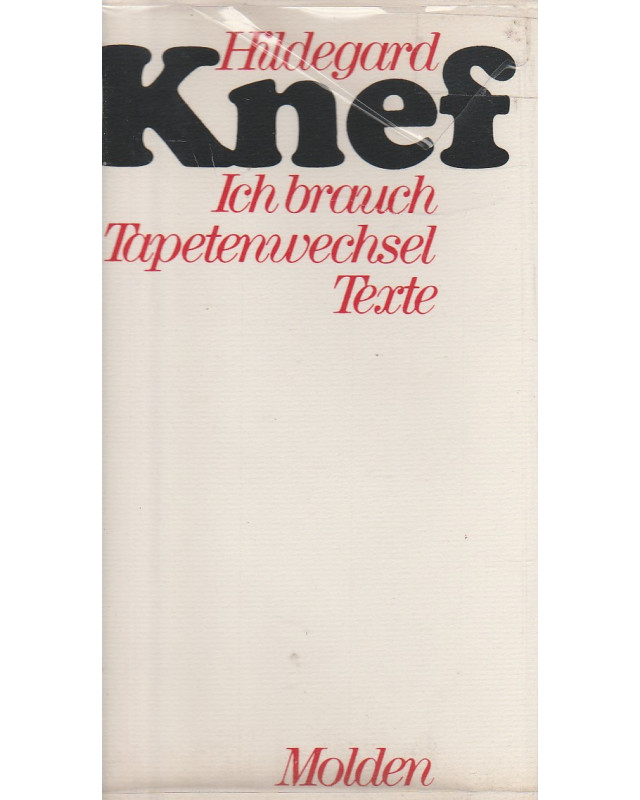 Hildegard
Knef
Ich brauch
Tapetenwechsel
Texte
Molden